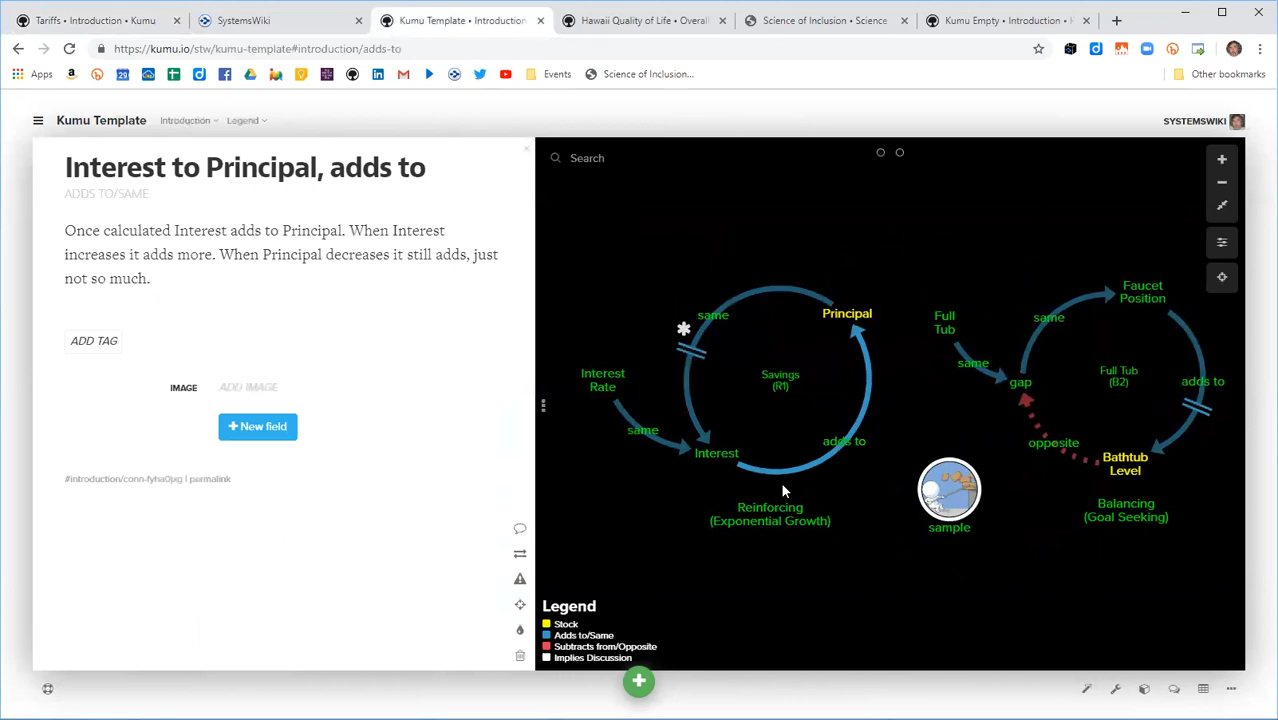 Tariffs • Introduction • Kumu
SystemsWiki
Kumu Template • Introduction
Hawaii Quality of Life • Overall
Science of Inclusion • Science
Kumu Empty • Introduction •
https://kumu.io/stw/kumu-template#introduction/adds-to
Apps
Events
Science of Inclusion...
Other bookmarks
Kumu Template
Introduction
Legend
SYSTEMSWIKI
Interest to Principal, adds to
ADDS TO/SAME
Once calculated Interest adds to Principal. When Interest
increases it adds more. When Principal decreases it still adds, just
not so much.
ADD TAG
IMAGE
ADD IMAGE
New field
#introduction/conn-fyha0jxg | permalink
Search
same
Principal
Interest
Rate
Savings
(R1)
same
adds to
Interest
Reinforcing
(Exponential Growth)
Full
Tub
same
same
Faucet
Position
gap
Full Tub
(B2)
adds to
opposite
Bathtub
Level
Balancing
(Goal Seeking)
sample
Legend
Stock
Adds to/Same
Subtracts from/Opposite
Implies Discussion